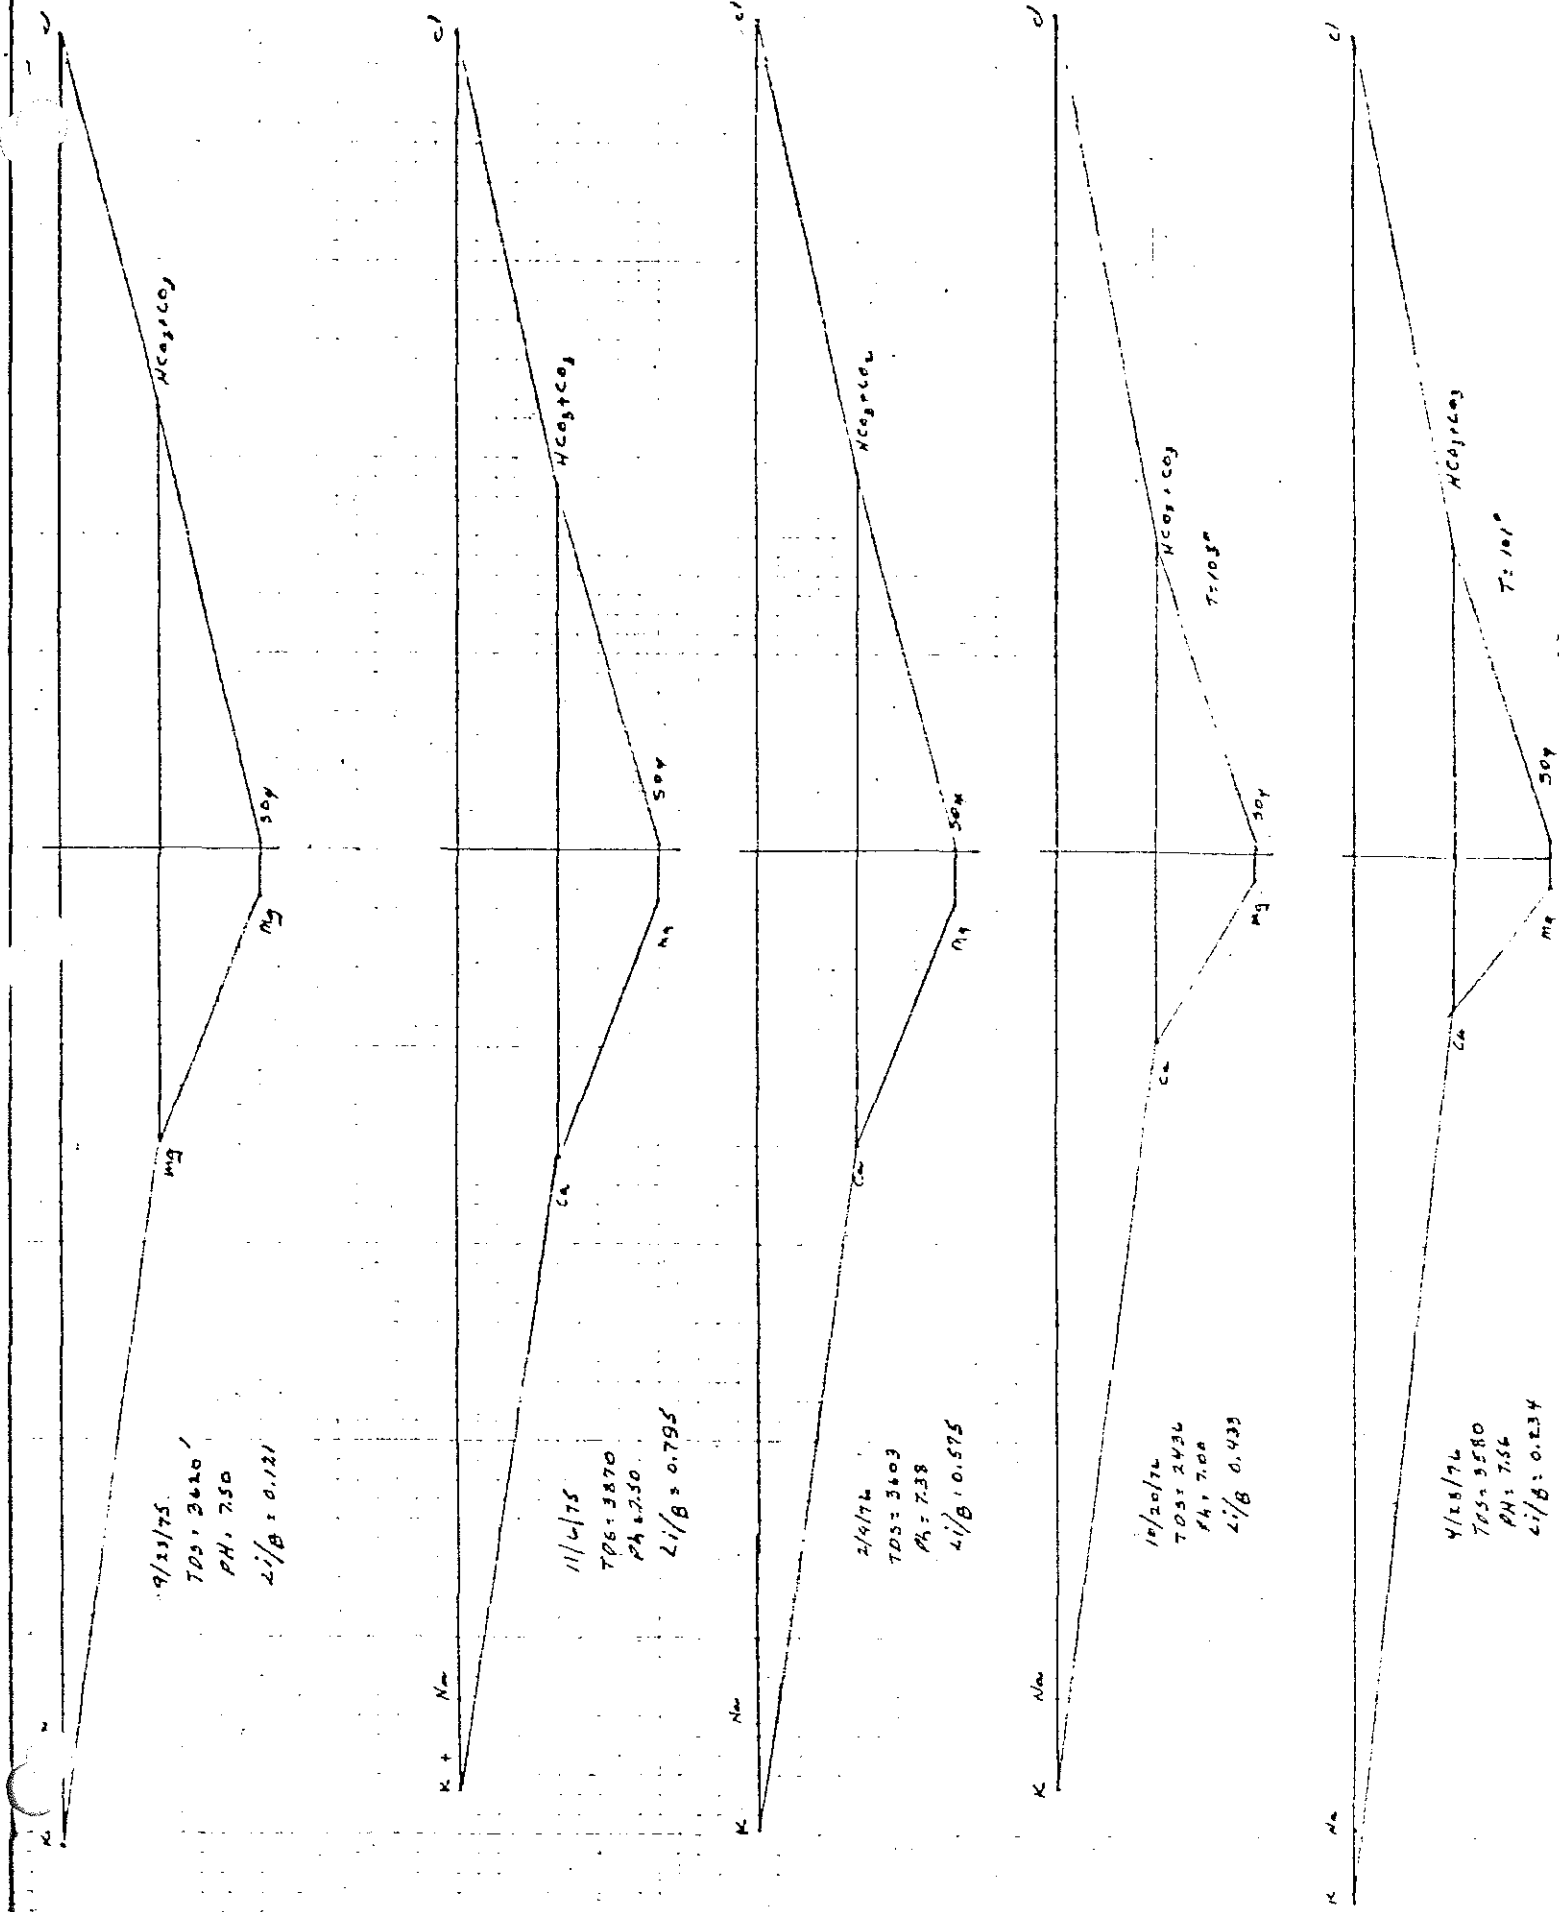 Cl
HCO3+CO3
SO4
Mg
Mg
K
9/23/75
TDS = 3620
PH = 7.50
Li/B = 0.121
Cl
HCO3+CO3
SO4
Mg
Ca
Na
K +
11/6/75
TDS = 3870
Ph = 7.50
Li/B = 0.795
Cl
HCO3+CO2
SO4
Mg
Ca
Na
K
2/4/76
TDS = 3603
Ph = 7.38
Li/B = 0.575
Cl
HCO3+CO3
T=103°
SO4
Mg
Ca
Na
K
10/20/76
TDS = 2436
Ph = 7.00
Li/B 0.433
Cl
HCO3+CO3
T=101°
SO4
Mg
Ca
Na
K
4/23/76
TDS = 3580
PH = 7.56
Li/B = 0.234